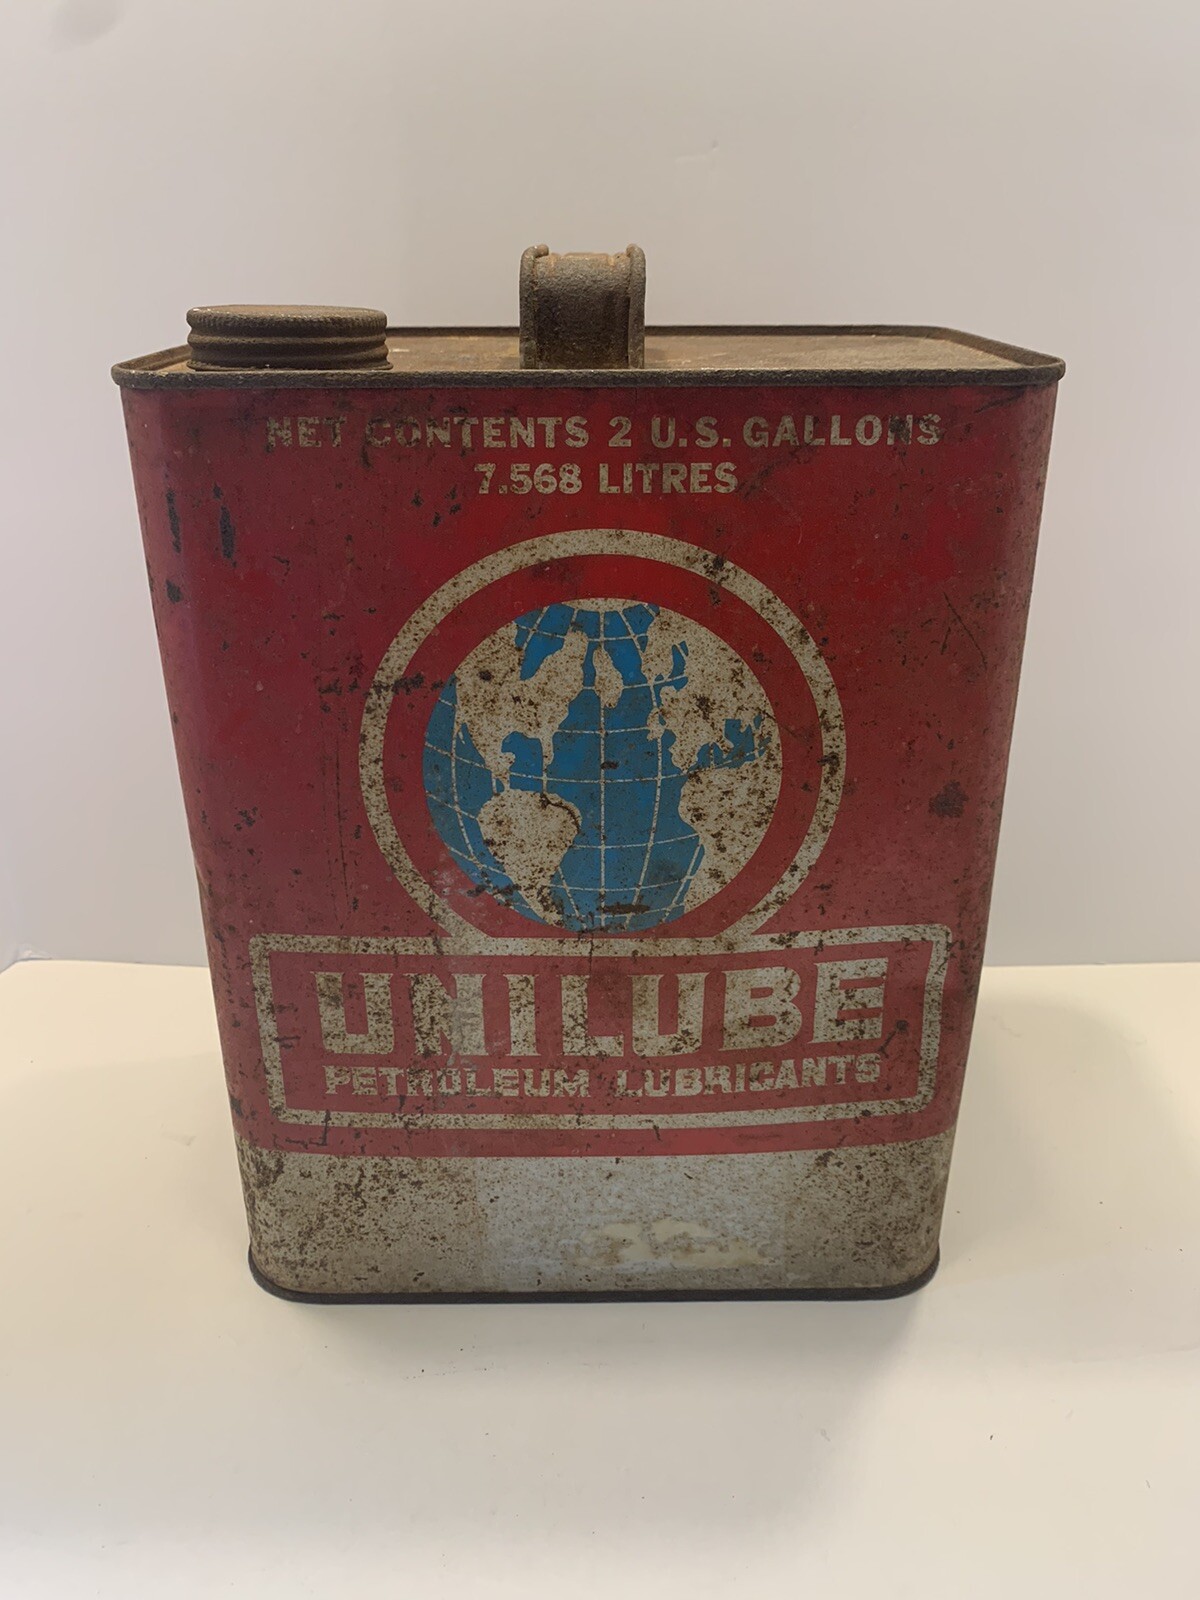 NET CONTENTS 2 U.S. GALLONS
7.568 LITRES
UNILUBE
PETROLEUM LUBRICANTS